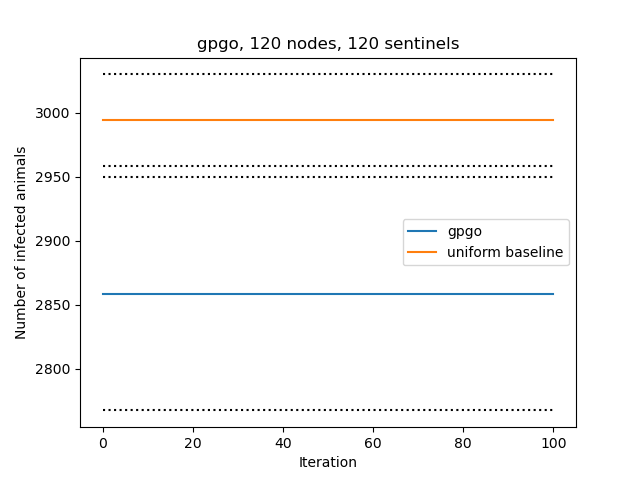 gpgo, 120 nodes, 120 sentinels
Number of infected animals
3000
2950
2900
2850
2800
gpgo
uniform baseline
0 20 40 60 80 100
Iteration